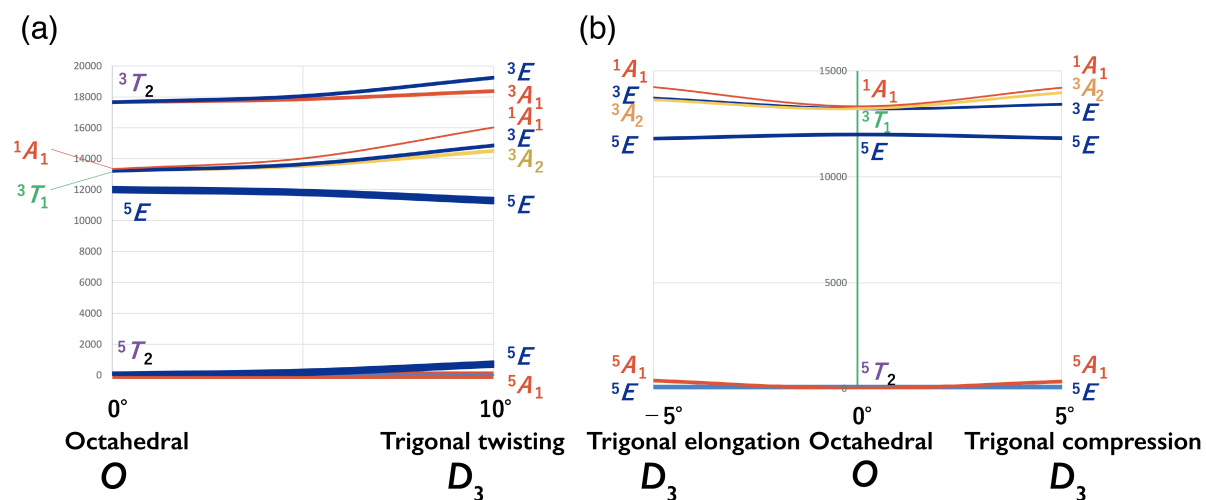 (a)
20000
18000
16000
14000
12000
10000
8000
6000
4000
2000
0
³T₂
¹A₁
³T₁
⁵E
⁵T₂
³E
³A₁
¹A₁
³E
³A₂
⁵E
⁵E
⁵A₁
0° 10°
Octahedral Trigonal twisting
O D₃
(b)
15000
10000
5000
0
¹A₁
³E
³A₂
⁵E
¹A₁
³T₁
⁵E
¹A₁
³A₂
³E
⁵E
⁵A₁
⁵E
⁵T₂
⁵A₁
⁵E
−5° 0° 5°
Trigonal elongation Octahedral Trigonal compression
D₃ O D₃